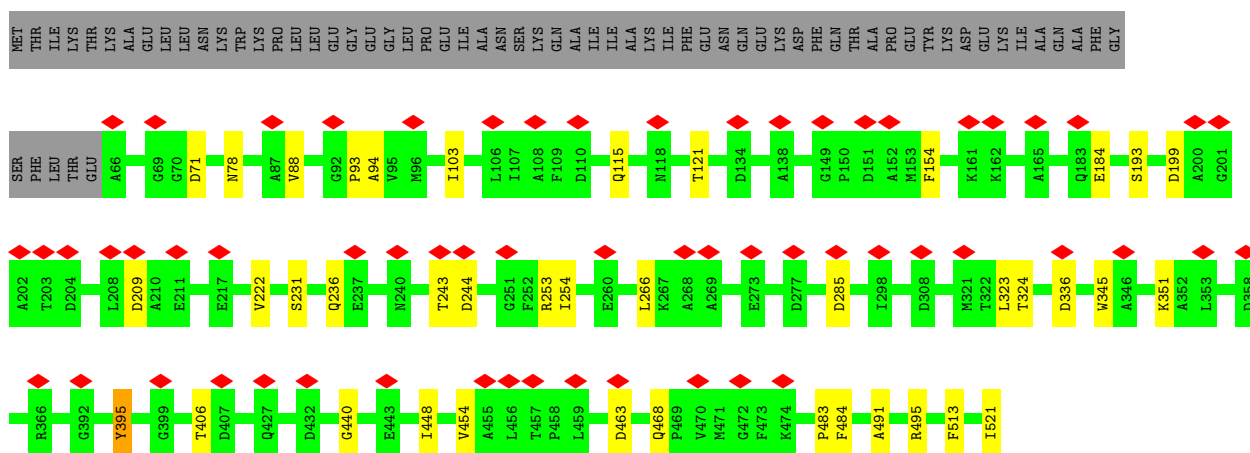 MET THR ILE LYS THR LYS ALA GLU LEU LEU ASN LYS TRP LYS PRO LEU LEU GLU GLY GLU GLY LEU PRO GLU ILE ALA ASN SER LYS GLN ALA ILE ILE ALA LYS ILE PHE GLU ASN GLN GLU LYS ASP PHE GLN THR ALA PRO GLU TYR LYS ASP GLU LYS ILE ALA GLN ALA PHE GLY
SER PHE LEU THR GLU A66 G69 G70 D71 N78 A87 V88 G92 P93 A94 V95 M96 I103 L106 I107 A108 F109 D110 Q115 N118 T121 D134 A138 G149 P150 D151 A152 M153 F154 K161 K162 A165 Q183 E184 S193 D199 A200 G201
A202 T203 D204 L208 D209 A210 E211 E217 V222 S231 Q236 E237 N240 T243 D244 G251 F252 R253 I254 E260 L266 K267 A268 A269 E273 D277 D285 I298 D308 M321 T322 L323 T324 D336 W345 A346 K351 A352 L353 D358
R366 G392 Y395 G399 T406 D407 Q427 D432 G440 E443 I448 V454 A455 L456 T457 P458 L459 D463 Q468 P469 V470 M471 G472 F473 K474 P483 F484 A491 R495 F513 I521